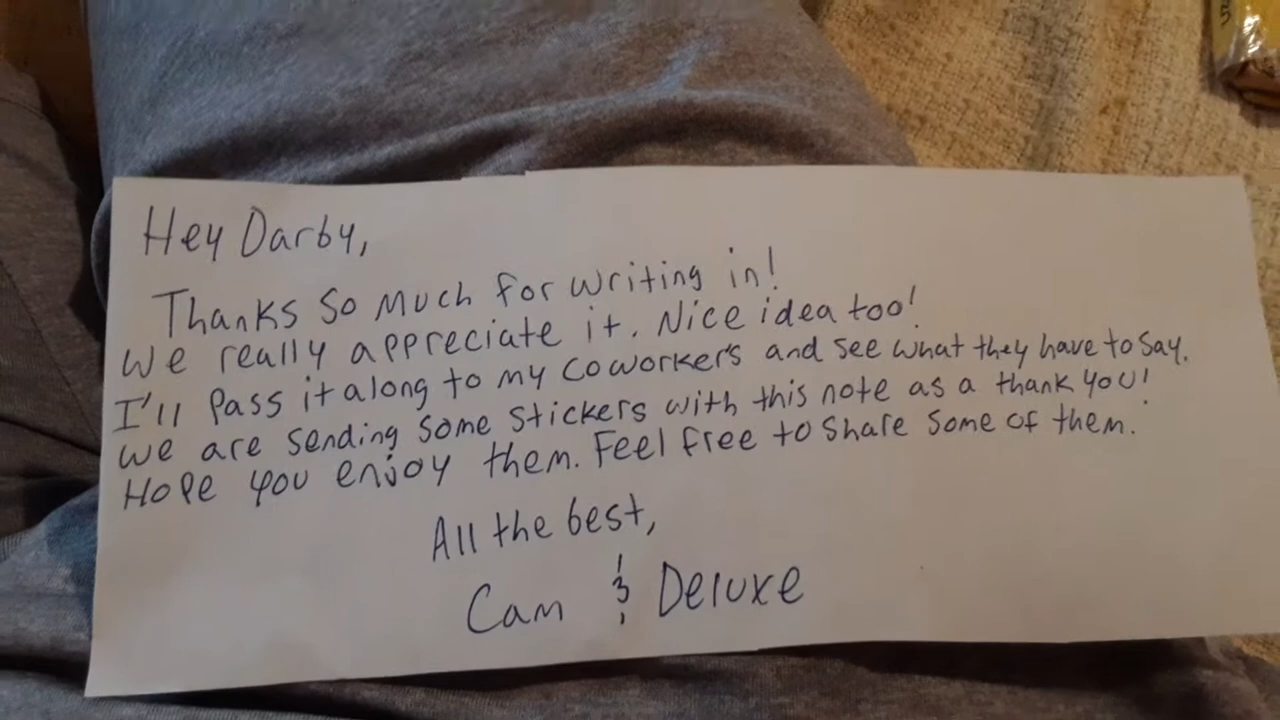 Hey Darby,
Thanks so much for writing in!
we really appreciate it. Nice idea too!
I'll pass it along to my coworkers and see what they have to say.
we are sending some stickers with this note as a thank you!
Hope you enjoy them. Feel free to share some of them.
All the best,
Cam & Deluxe